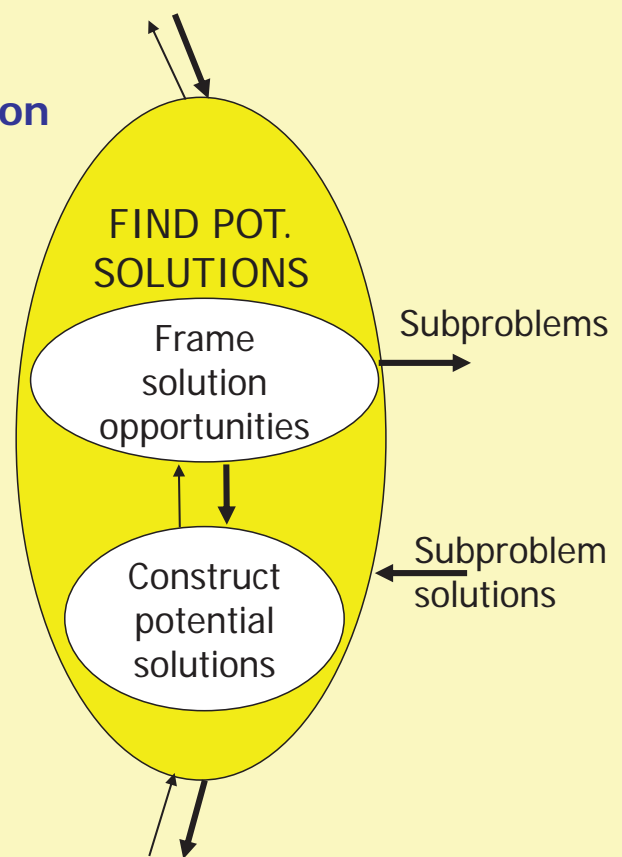 on
FIND POT.
SOLUTIONS
Frame
solution
opportunities
Subproblems
Construct
potential
solutions
Subproblem
solutions